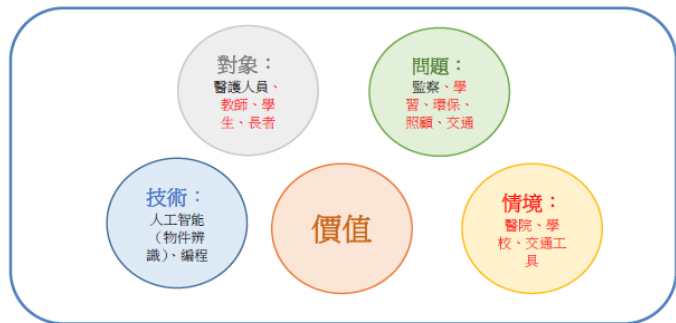 對象：
醫護人員、
教師、學
生、長者
問題：
監察、學
習、環保、
照顧、交通
技術：
人工智能
（物件辨
識）、編程
價值
情境：
醫院、學
校、交通工
具